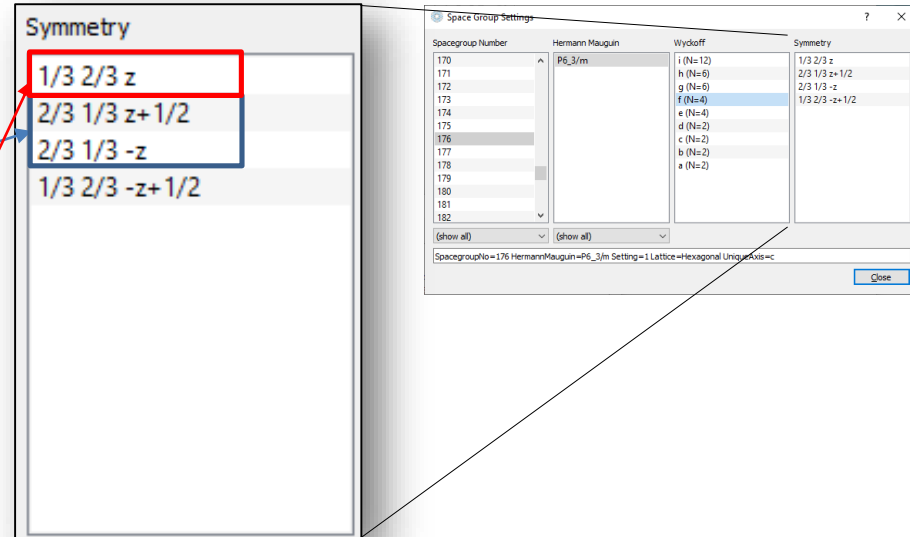 Symmetry
1/3 2/3 z
2/3 1/3 z+1/2
2/3 1/3 -z
1/3 2/3 -z+1/2
Space Group Settings ? X
Spacegroup Number Hermann Mauguin Wyckoff Symmetry
170 P6_3/m i (N=12) 1/3 2/3 z
171 h (N=6) 2/3 1/3 z+1/2
172 g (N=6) 2/3 1/3 -z
173 f (N=4) 1/3 2/3 -z+1/2
174 e (N=4)
175 d (N=2)
176 c (N=2)
177 b (N=2)
178 a (N=2)
179
180
181
182
(show all) (show all)
SpacegroupNo=176 HermannMauguin=P6_3/m Setting=1 Lattice=Hexagonal UniqueAxis=c
Close